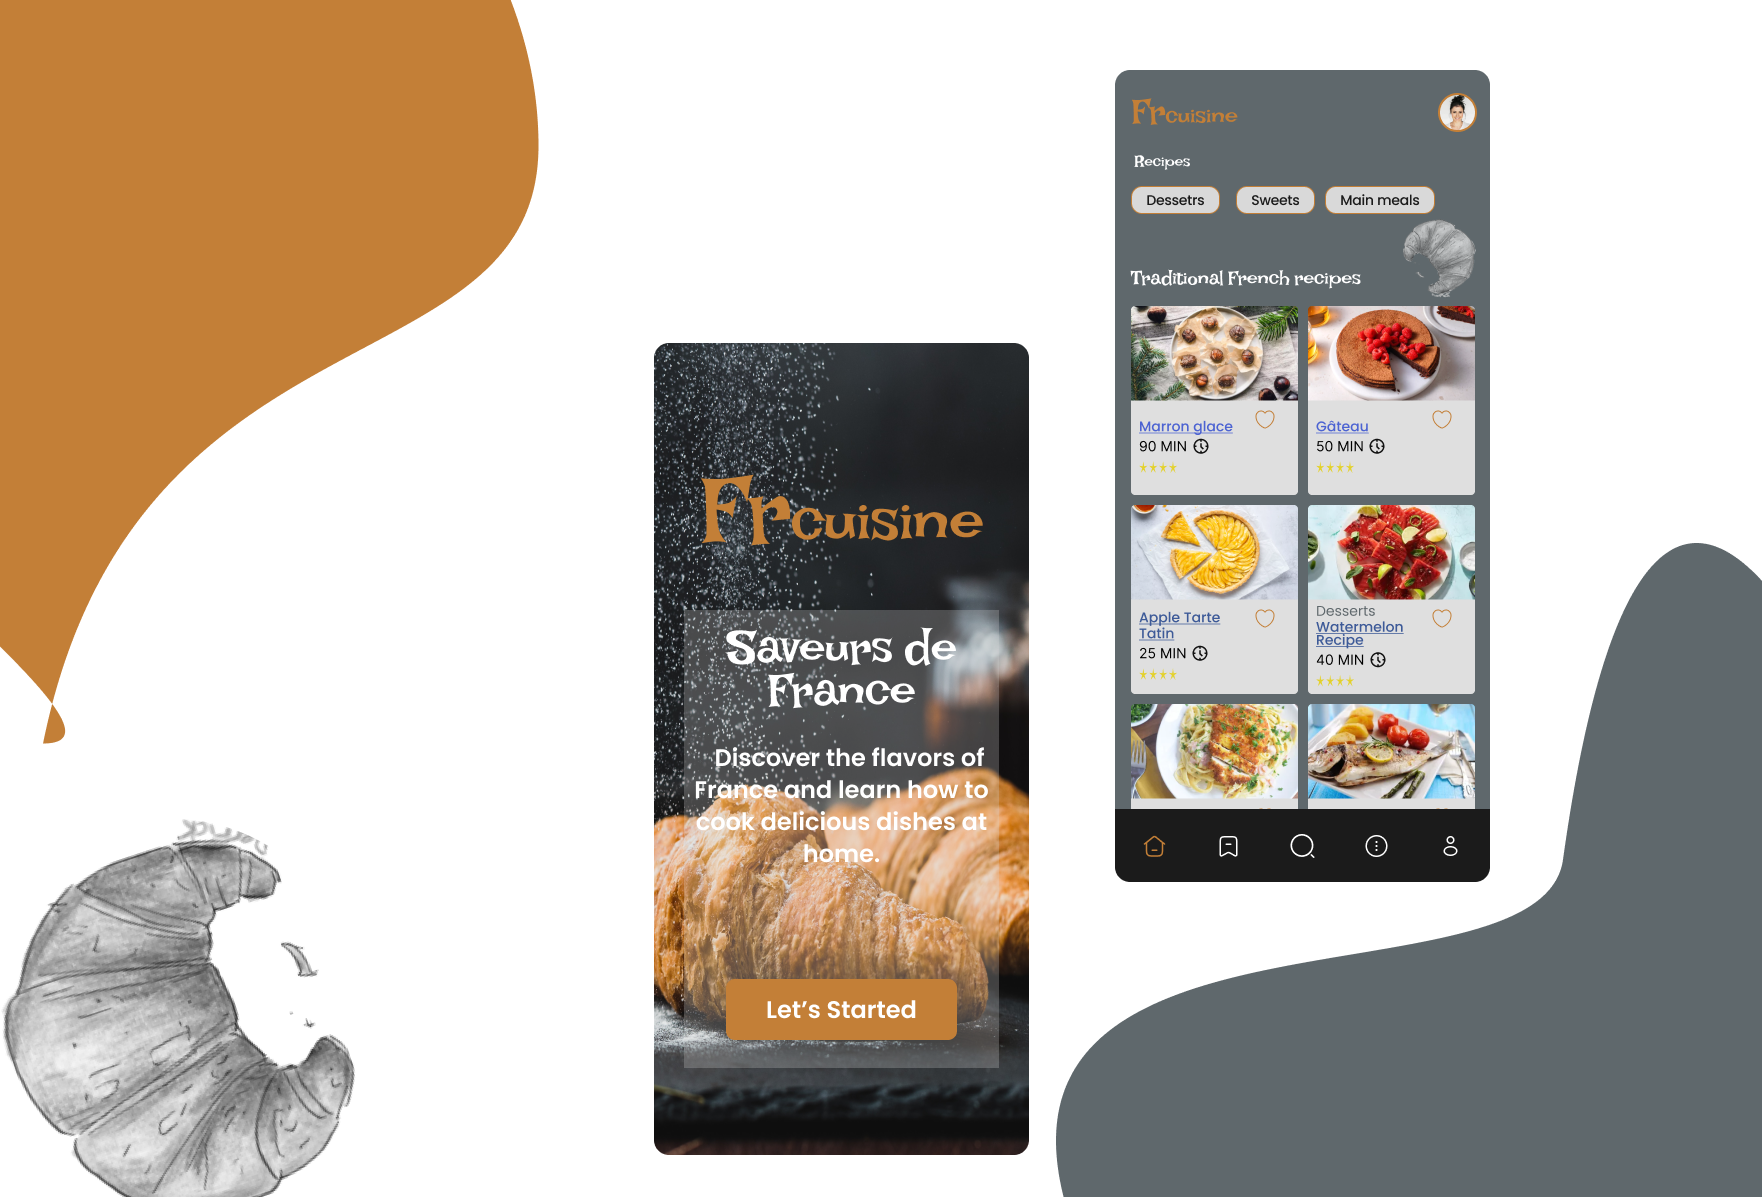 Frcuisine
Saveurs de
France
Discover the flavors of
France and learn how to
cook delicious dishes at
home.
Let’s Started
Frcuisine
Recipes
Dessetrs
Sweets
Main meals
Traditional French recipes
Marron glace
90 MIN
Gâteau
50 MIN
Apple Tarte
Tatin
25 MIN
Desserts
Watermelon
Recipe
40 MIN